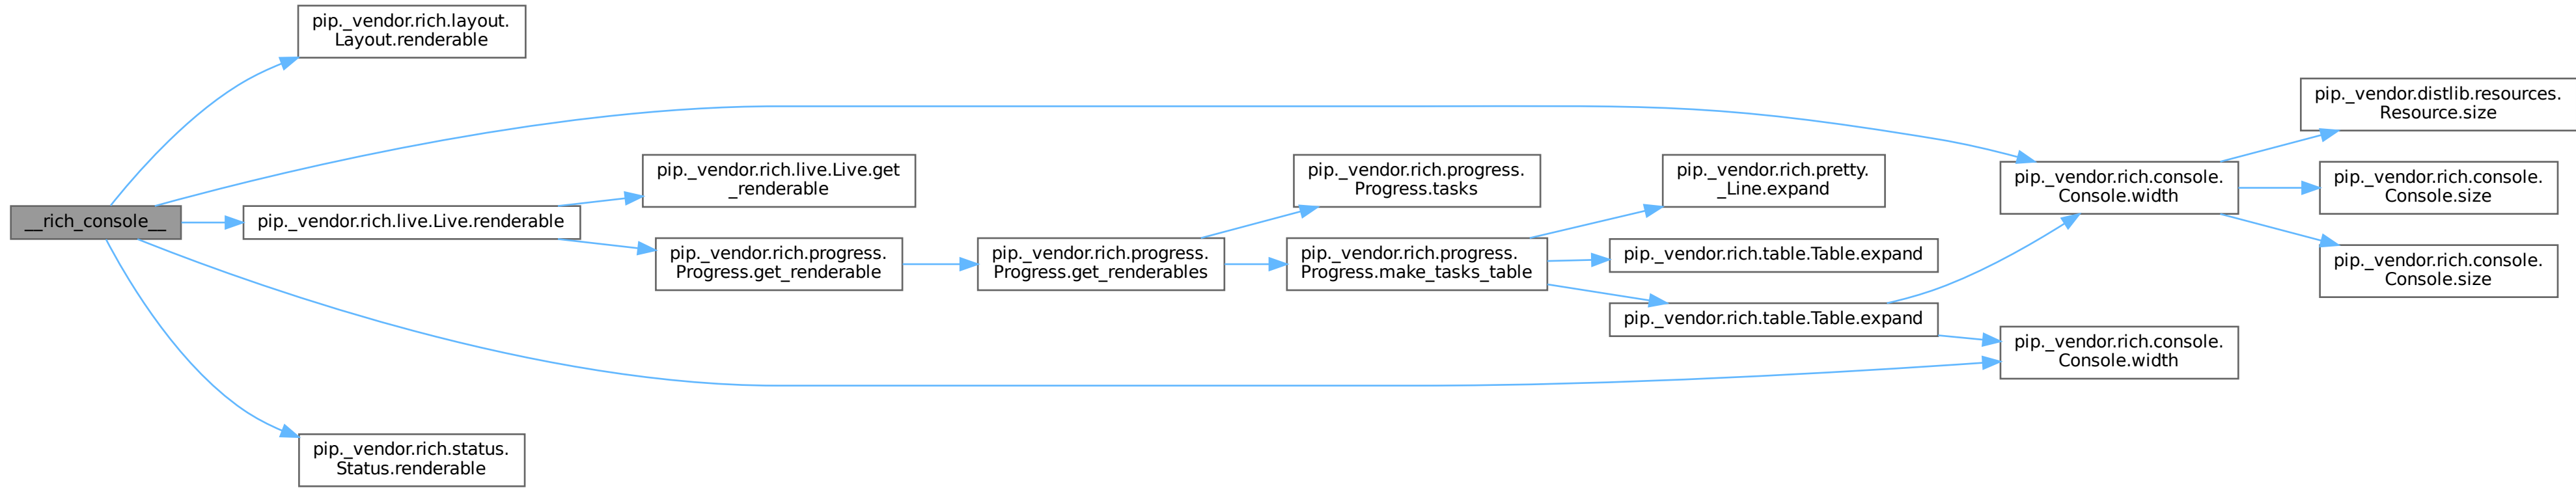 __rich_console__
pip._vendor.rich.layout.
Layout.renderable
pip._vendor.rich.live.Live.renderable
pip._vendor.rich.status.
Status.renderable
pip._vendor.rich.live.Live.get
_renderable
pip._vendor.rich.progress.
Progress.get_renderable
pip._vendor.rich.progress.
Progress.get_renderables
pip._vendor.rich.progress.
Progress.tasks
pip._vendor.rich.progress.
Progress.make_tasks_table
pip._vendor.rich.pretty.
_Line.expand
pip._vendor.rich.table.Table.expand
pip._vendor.rich.table.Table.expand
pip._vendor.rich.console.
Console.width
pip._vendor.rich.console.
Console.width
pip._vendor.distlib.resources.
Resource.size
pip._vendor.rich.console.
Console.size
pip._vendor.rich.console.
Console.size